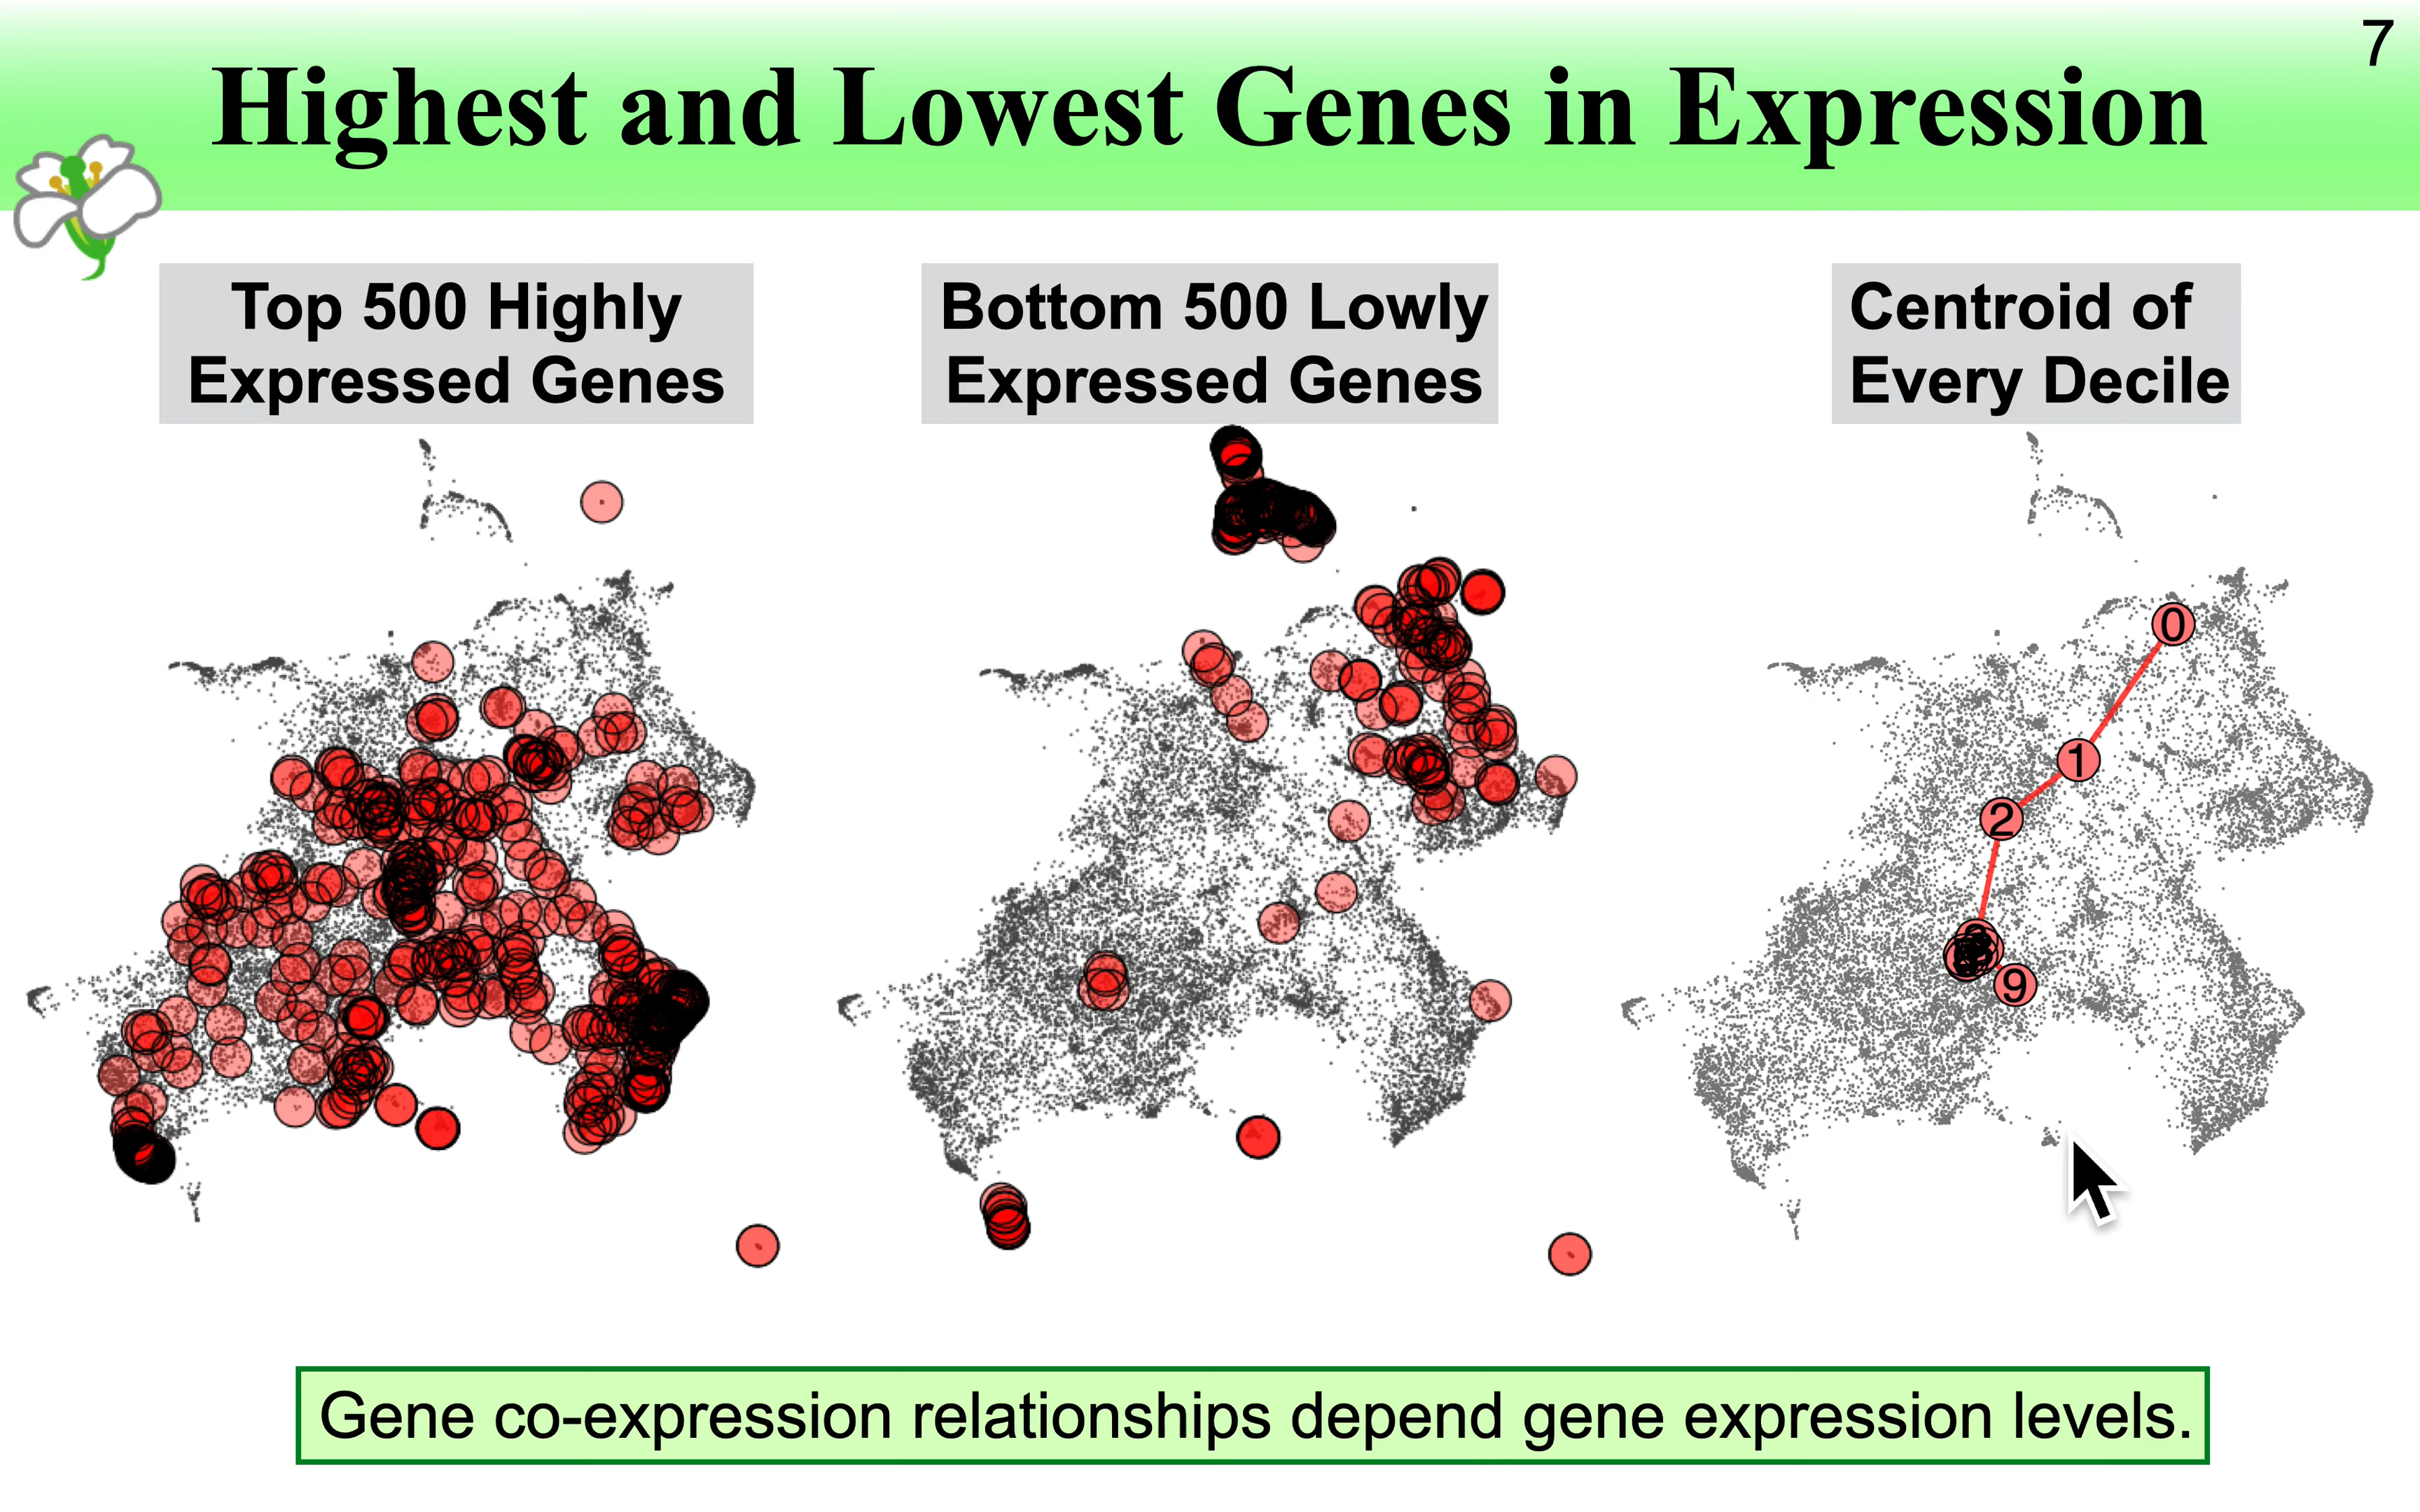 7
Highest and Lowest Genes in Expression
Top 500 Highly
Expressed Genes
Bottom 500 Lowly
Expressed Genes
Centroid of
Every Decile
0
1
2
9
Gene co-expression relationships depend gene expression levels.